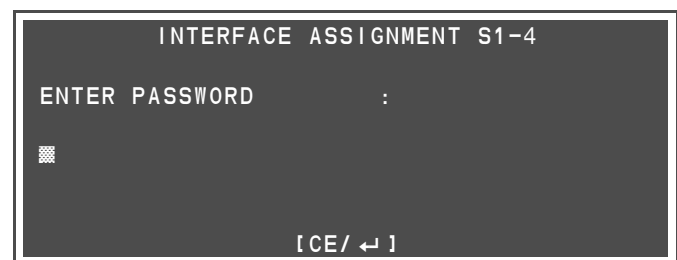 INTERFACE ASSIGNMENT S1-4
ENTER PASSWORD :
[CE/↵]